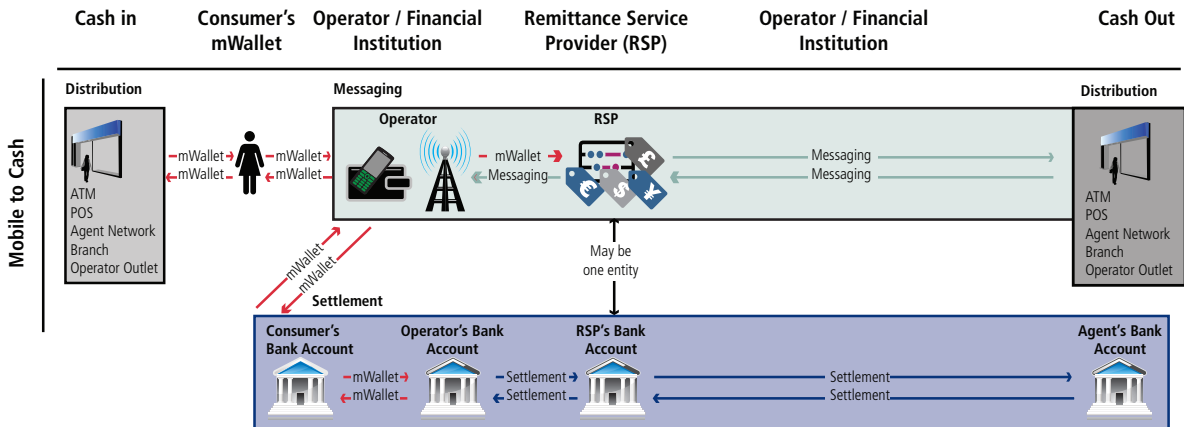 Cash in
Consumer's
mWallet
Operator / Financial
Institution
Remittance Service
Provider (RSP)
Operator / Financial
Institution
Cash Out
Mobile to Cash
Distribution
ATM
POS
Agent Network
Branch
Operator Outlet
mWallet
mWallet
mWallet
mWallet
Messaging
Operator
mWallet
Messaging
RSP
£
€
$
¥
Messaging
Messaging
Distribution
ATM
POS
Agent Network
Branch
Operator Outlet
mWallet
mWallet
May be
one entity
Settlement
Consumer's
Bank Account
mWallet
mWallet
Operator's Bank
Account
Settlement
Settlement
RSP's Bank
Account
Settlement
Settlement
Agent's Bank
Account